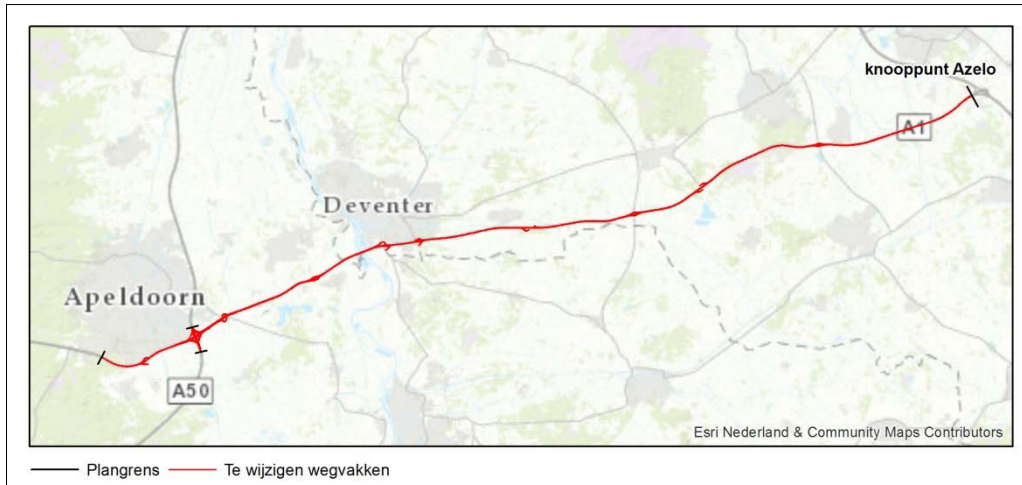 knooppunt Azelo
A1
Deventer
Apeldoorn
A50
Esri Nederland & Community Maps Contributors
Plangrens
Te wijzigen wegvakken